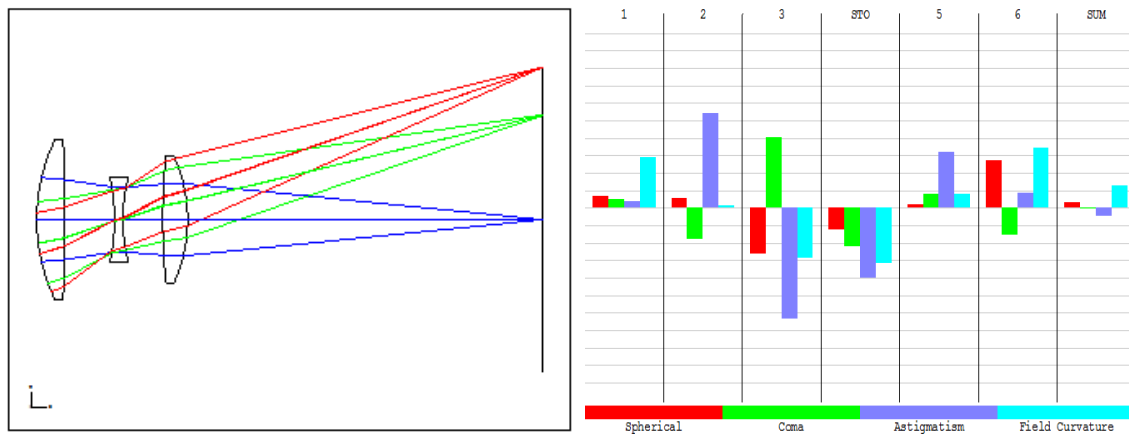 1 2 3 STO 5 6 SUM
Spherical Coma Astigmatism Field Curvature